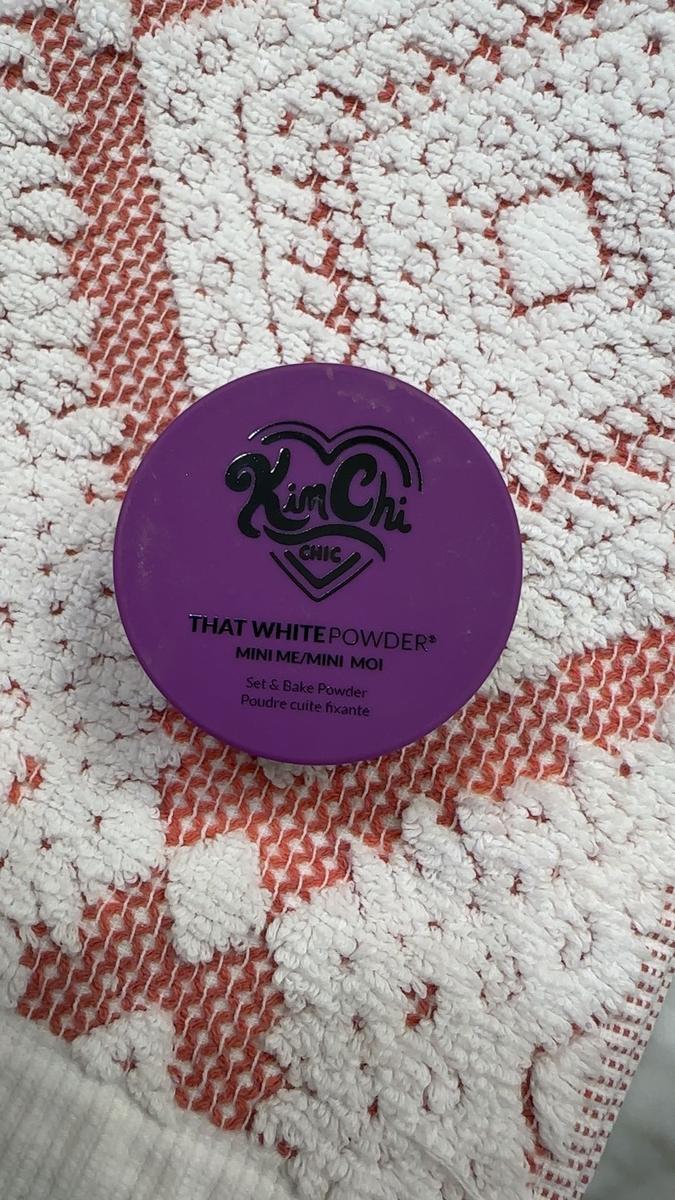 KimChi
CHIC
THAT WHITE POWDER®
MINI ME/MINI MOI
Set & Bake Powder
Poudre cuite fixante